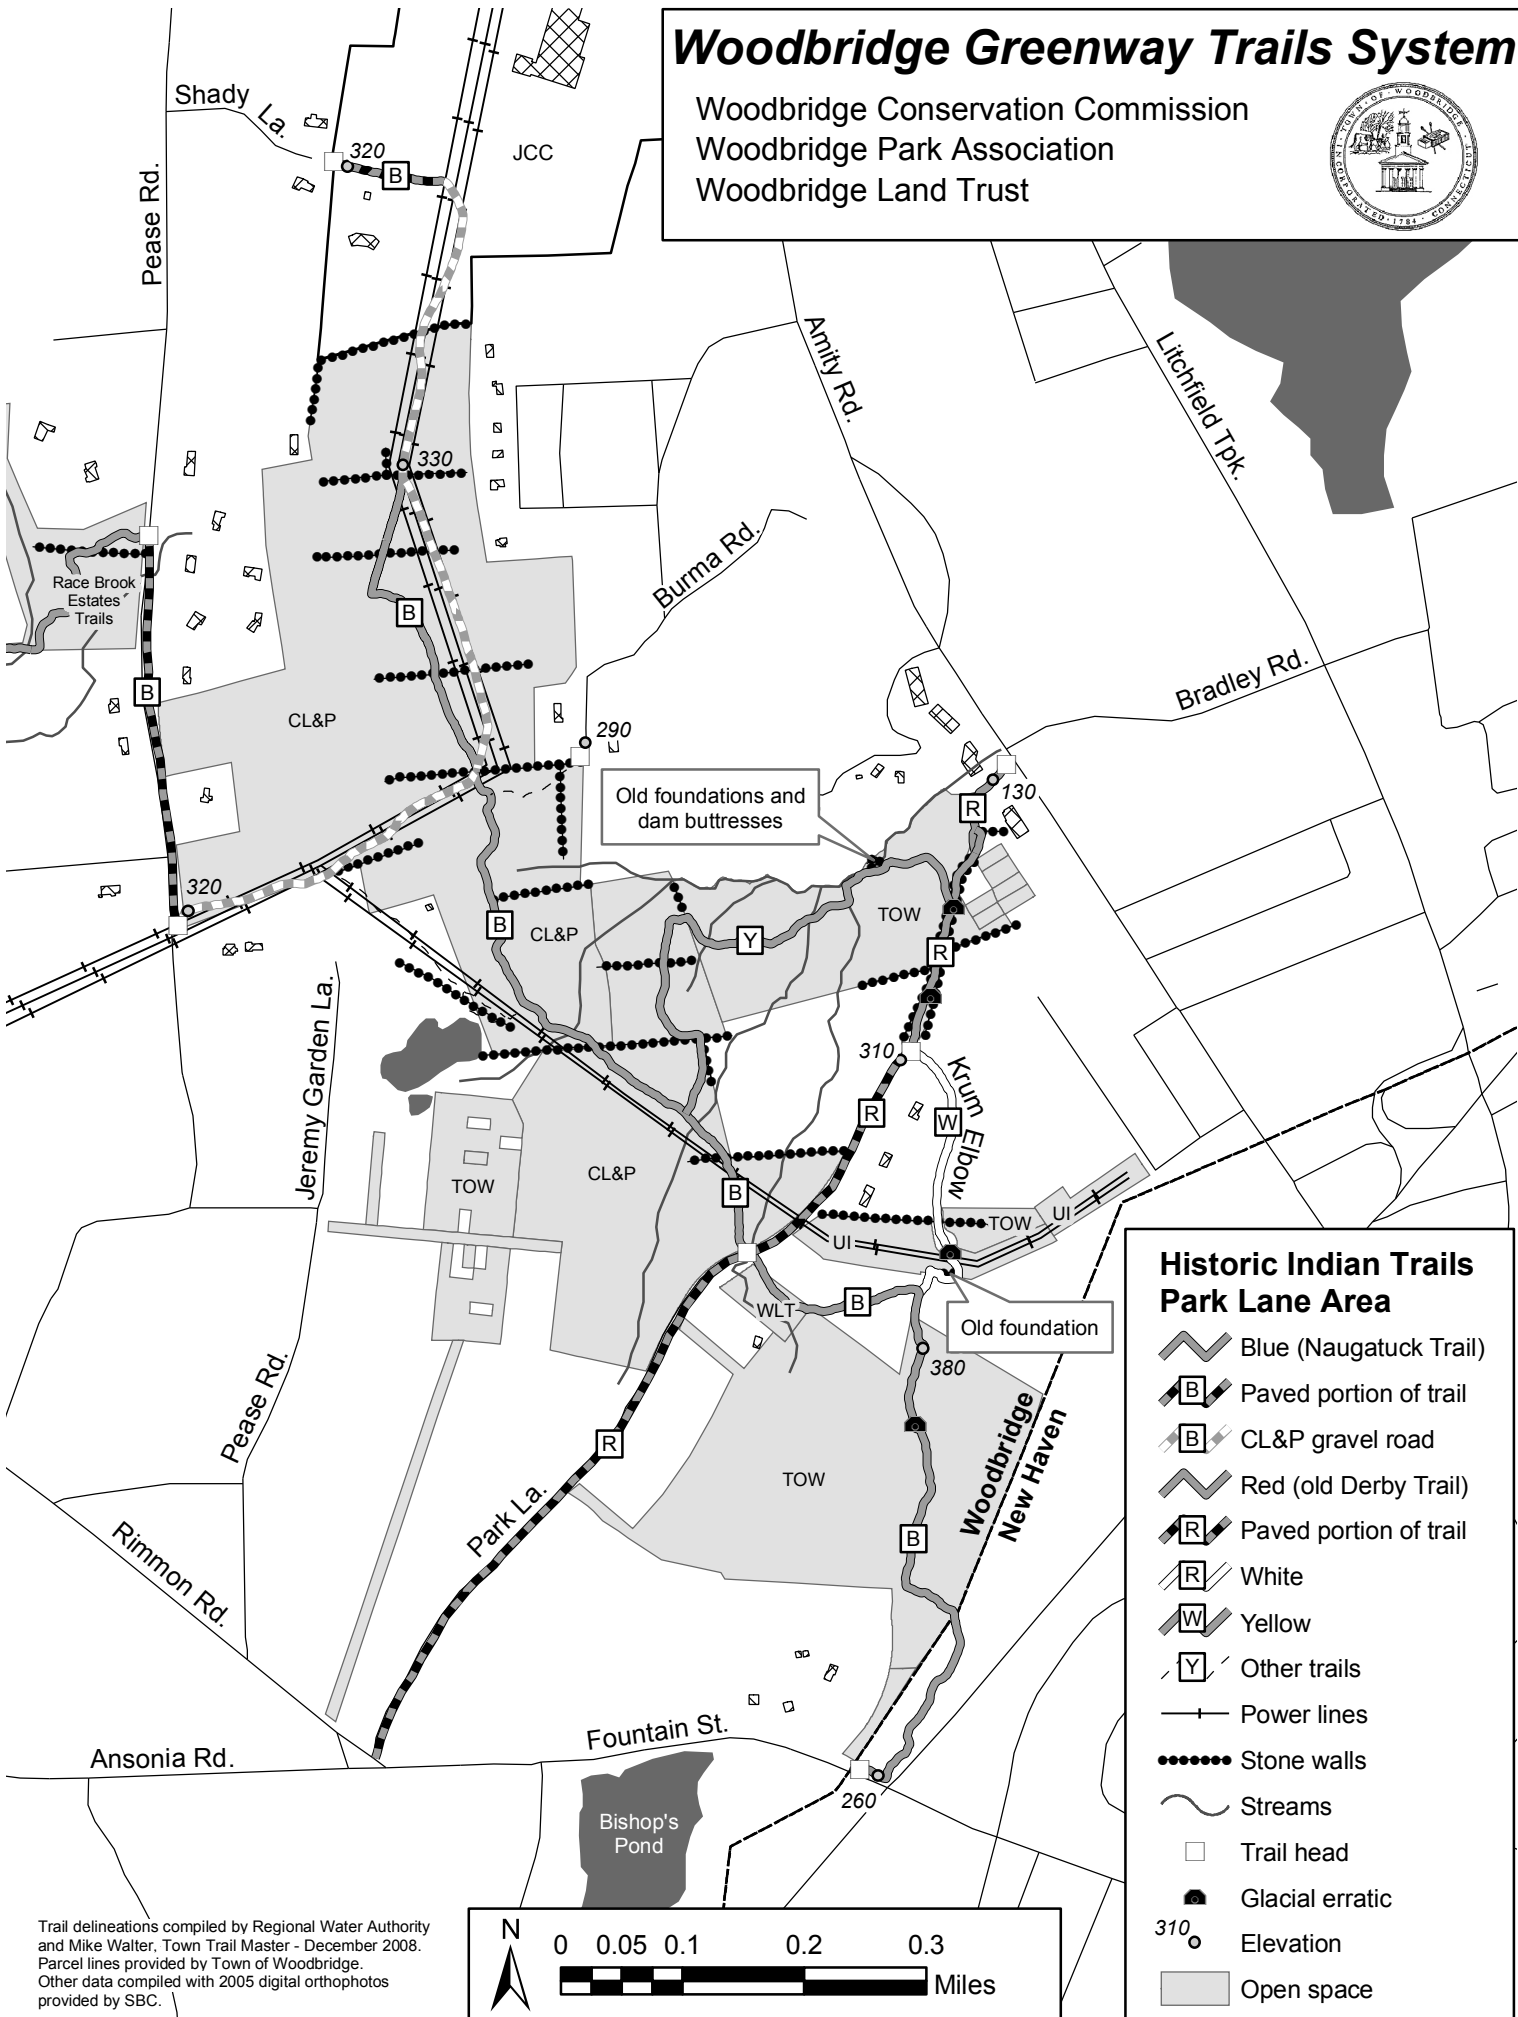 Woodbridge Greenway Trails System
Woodbridge Conservation Commission
Woodbridge Park Association
Woodbridge Land Trust
TOWN · OF · WOODBRIDGE
INCORPORATED · 1784 · CONNECTICUT
Shady
La.
320
B
JCC
Pease Rd.
Amity Rd.
Litchfield Tpk.
330
Burma Rd.
Race Brook
Estates
Trails
B
B
Bradley Rd.
CL&P
290
Old foundations and
dam buttresses
130
R
320
B
CL&P
Y
TOW
R
Jeremy Garden La.
310
Krum Elbow
R
W
TOW
CL&P
B
TOW
UI
UI
WLT
B
Old foundation
380
Pease Rd.
R
TOW
Woodbridge
New Haven
Park La.
B
Rimmon Rd.
Fountain St.
Ansonia Rd.
260
Bishop's
Pond
Historic Indian Trails
Park Lane Area
Blue (Naugatuck Trail)
B Paved portion of trail
B CL&P gravel road
Red (old Derby Trail)
R Paved portion of trail
R White
W Yellow
Y Other trails
Power lines
Stone walls
Streams
Trail head
Glacial erratic
310 Elevation
Open space
Trail delineations compiled by Regional Water Authority
and Mike Walter, Town Trail Master - December 2008.
Parcel lines provided by Town of Woodbridge.
Other data compiled with 2005 digital orthophotos
provided by SBC.
N
0 0.05 0.1 0.2 0.3
Miles